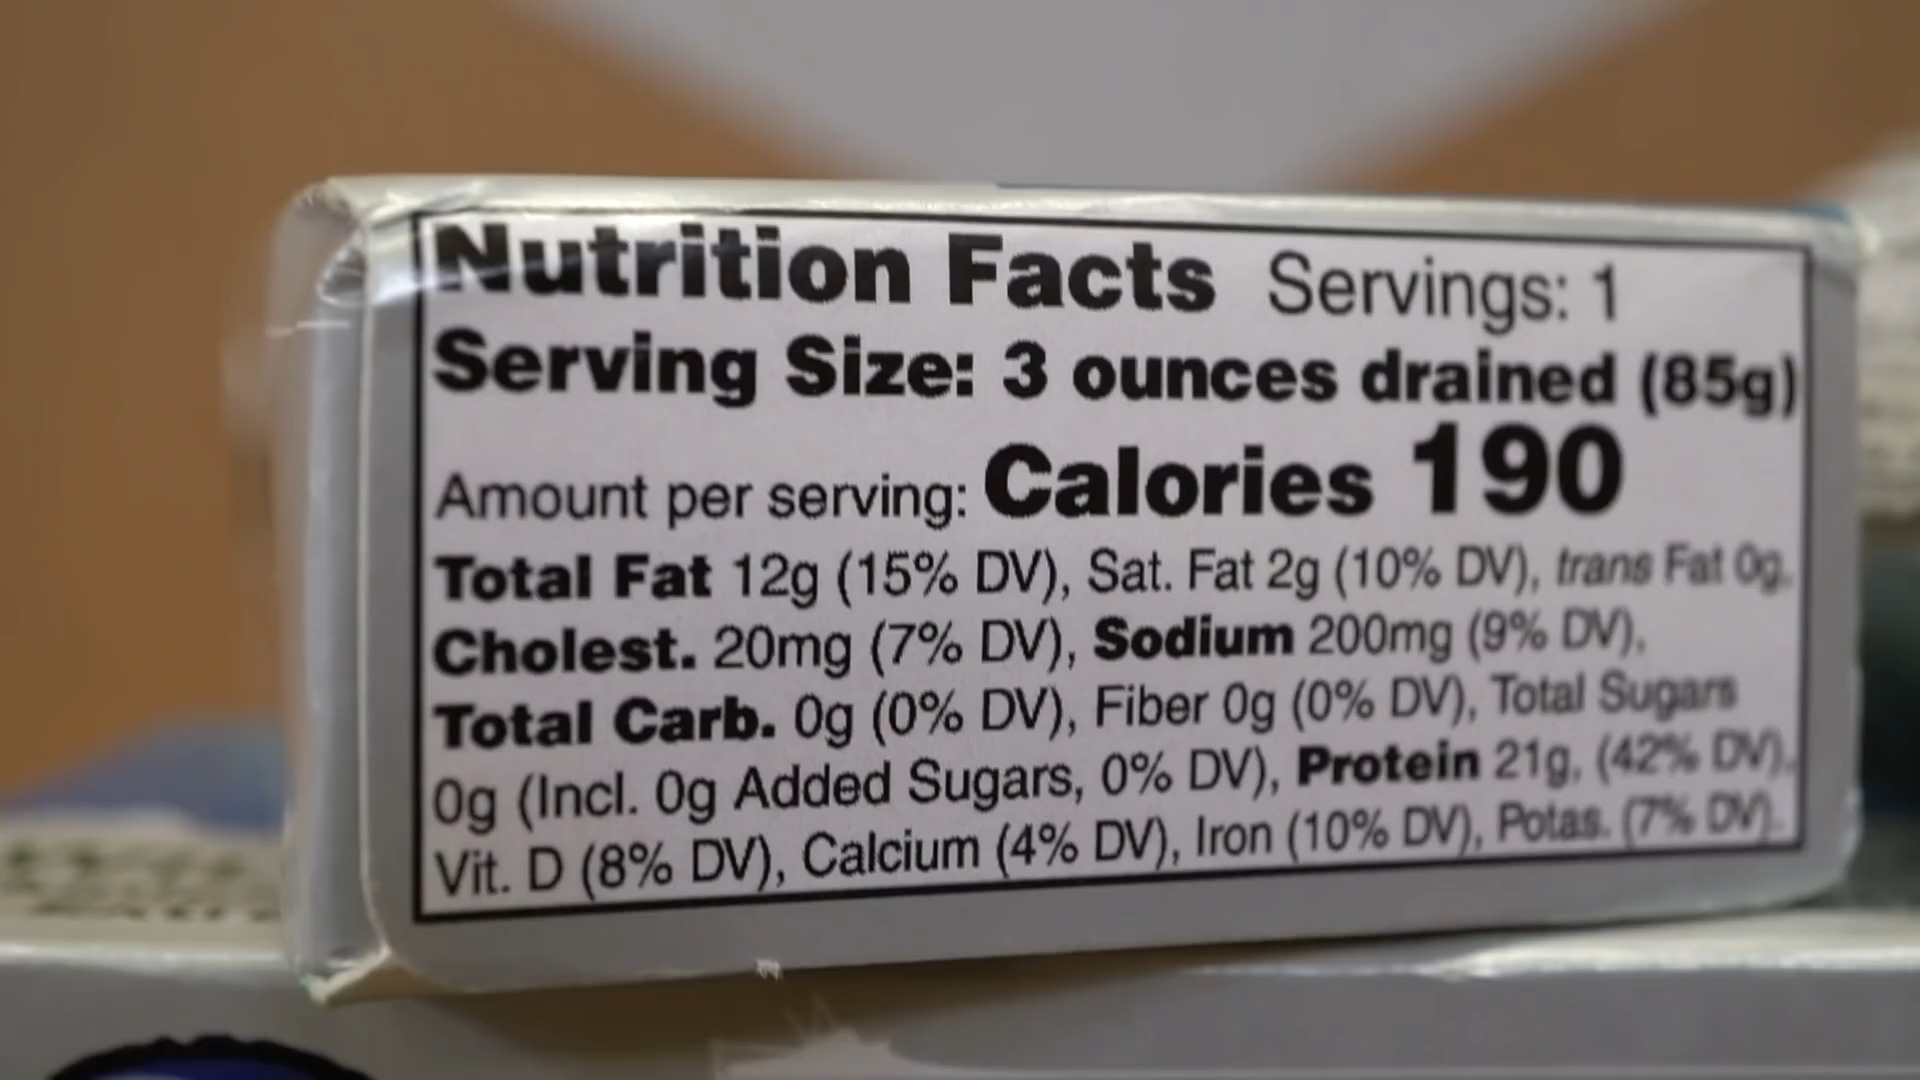 Nutrition Facts Servings: 1
Serving Size: 3 ounces drained (85g)
Amount per serving: Calories 190
Total Fat 12g (15% DV), Sat. Fat 2g (10% DV), trans Fat 0g,
Cholest. 20mg (7% DV), Sodium 200mg (9% DV),
Total Carb. 0g (0% DV), Fiber 0g (0% DV), Total Sugars
0g (Incl. 0g Added Sugars, 0% DV), Protein 21g, (42% DV),
Vit. D (8% DV), Calcium (4% DV), Iron (10% DV), Potas. (7% DV).